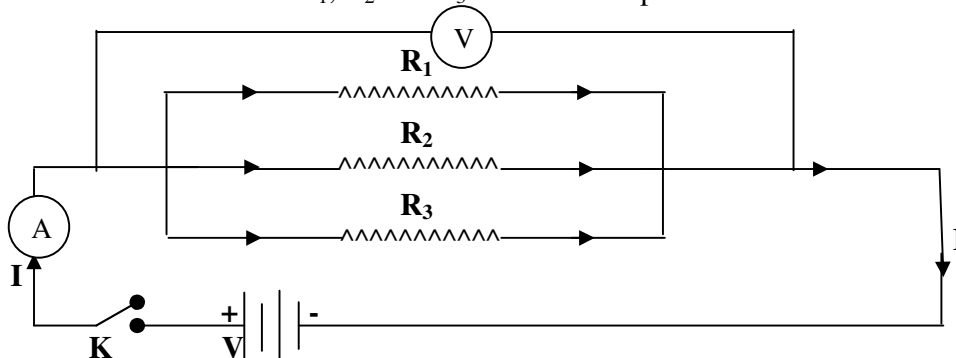 V
R₁
R₂
R₃
A
I
I
+ -
K V